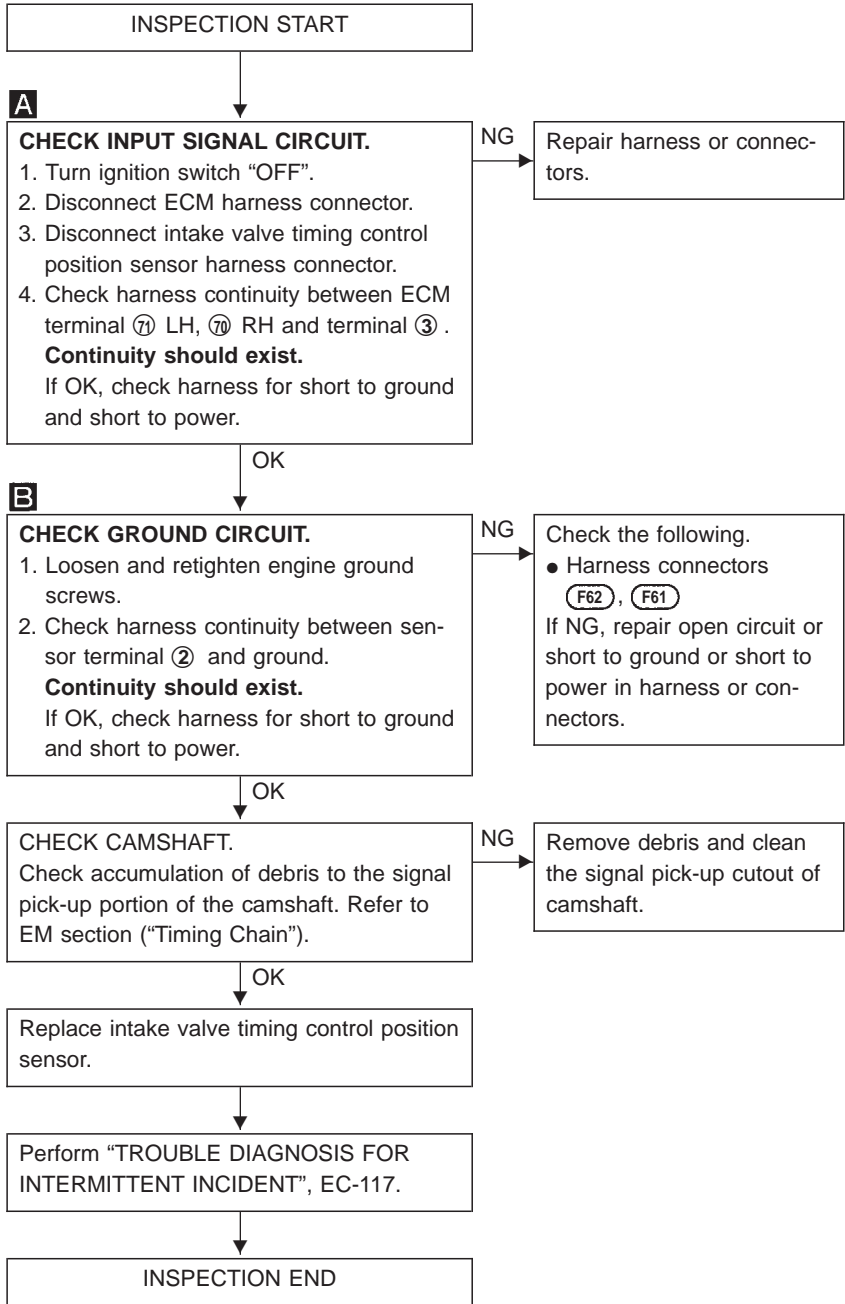 INSPECTION START
A
CHECK INPUT SIGNAL CIRCUIT.
1. Turn ignition switch “OFF”.
2. Disconnect ECM harness connector.
3. Disconnect intake valve timing control
position sensor harness connector.
4. Check harness continuity between ECM
terminal 71 LH, 70 RH and terminal 3 .
Continuity should exist.
If OK, check harness for short to ground
and short to power.
NG
Repair harness or connec-
tors.
OK
B
CHECK GROUND CIRCUIT.
1. Loosen and retighten engine ground
screws.
2. Check harness continuity between sen-
sor terminal 2 and ground.
Continuity should exist.
If OK, check harness for short to ground
and short to power.
NG
Check the following.
● Harness connectors
F62 , F61
If NG, repair open circuit or
short to ground or short to
power in harness or con-
nectors.
OK
CHECK CAMSHAFT.
Check accumulation of debris to the signal
pick-up portion of the camshaft. Refer to
EM section (“Timing Chain”).
NG
Remove debris and clean
the signal pick-up cutout of
camshaft.
OK
Replace intake valve timing control position
sensor.
Perform “TROUBLE DIAGNOSIS FOR
INTERMITTENT INCIDENT”, EC-117.
INSPECTION END